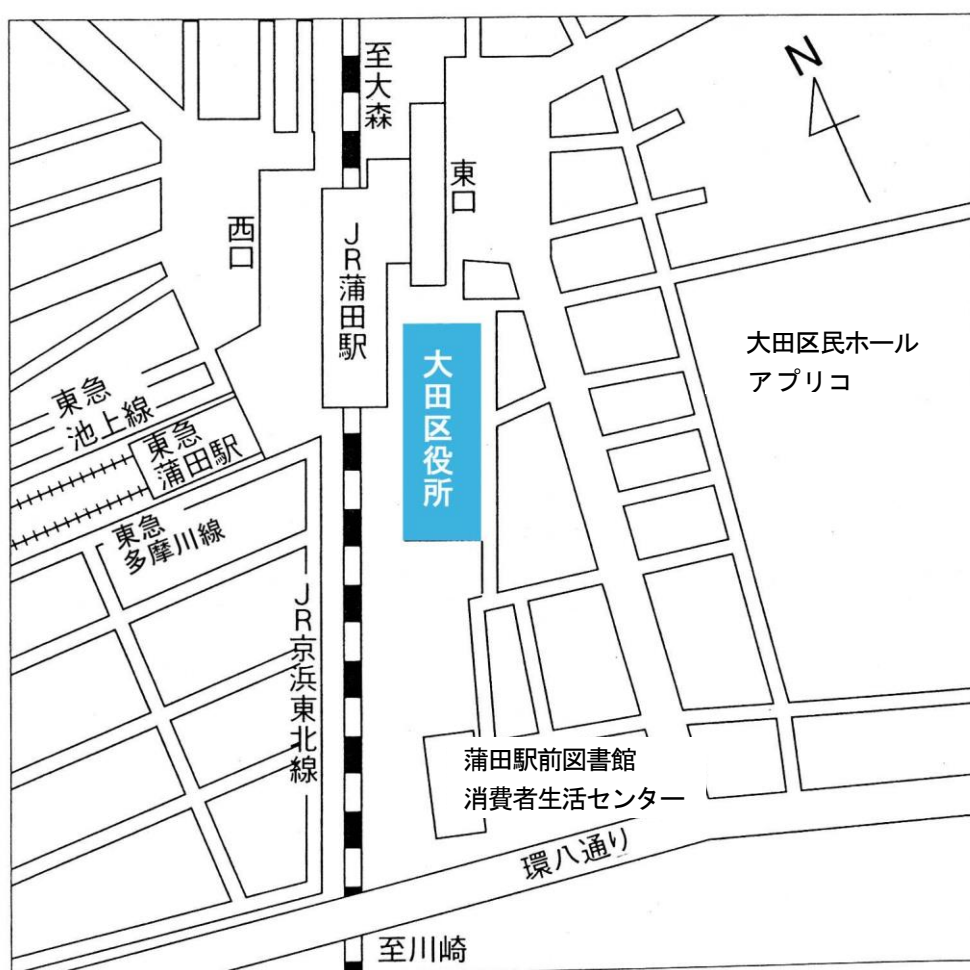 至大森
N
東口
西口
JR蒲田駅
大田区民ホール
アプリコ
大田区役所
東急
池上線
東急
蒲田駅
東急
多摩川線
JR京浜東北線
蒲田駅前図書館
消費者生活センター
環八通り
至川崎